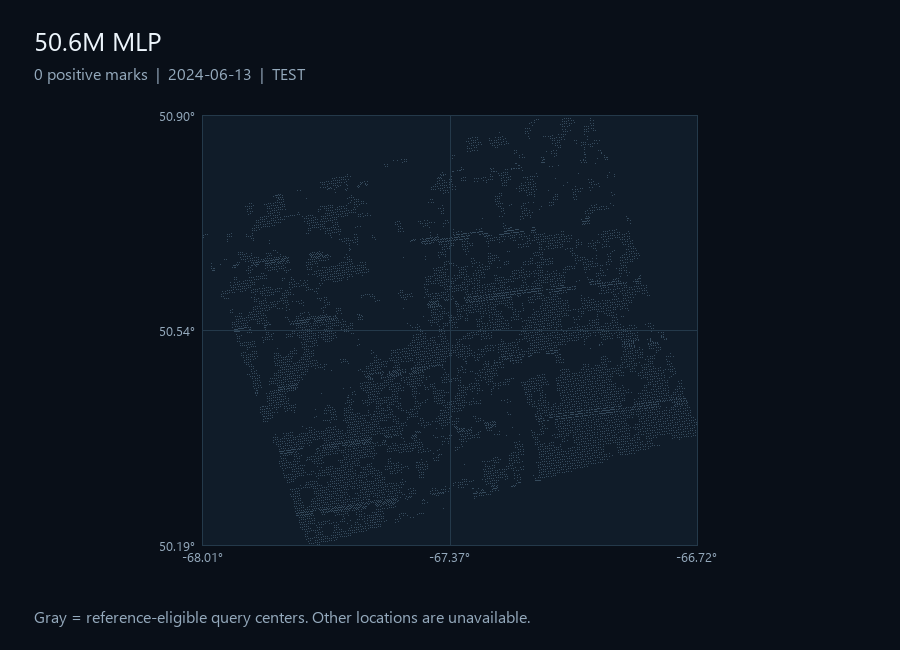 50.6M MLP
0 positive marks | 2024-06-13 | TEST
50.90°
50.54°
50.19°
-68.01°
-67.37°
-66.72°
Gray = reference-eligible query centers. Other locations are unavailable.